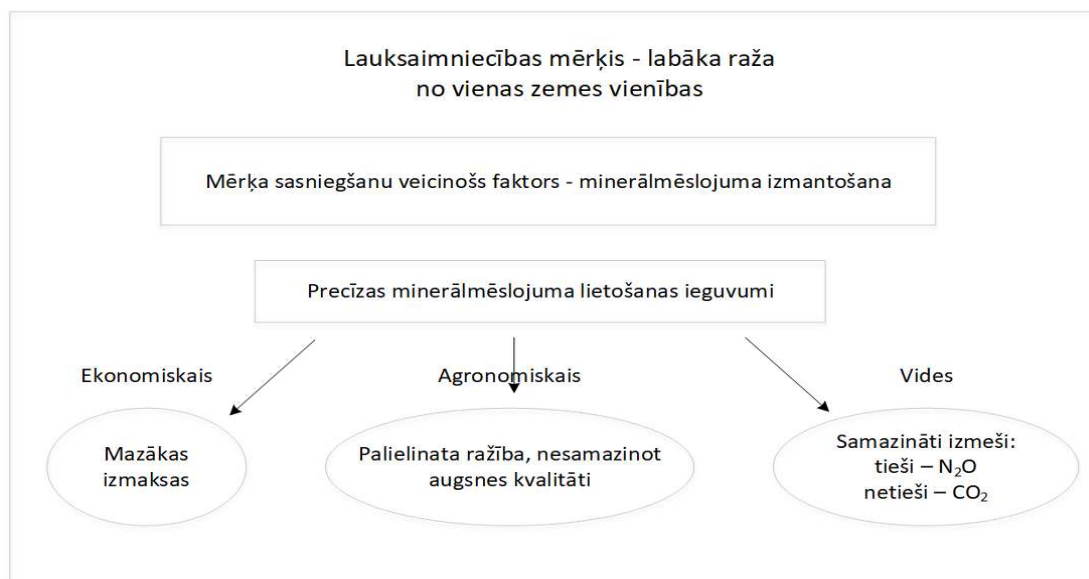 Lauksaimniecības mērķis - labāka raža
no vienas zemes vienības
Mērķa sasniegšanu veicinošs faktors - minerālmēslojuma izmantošana
Precīzas minerālmēslojuma lietošanas ieguvumi
Ekonomiskais
Agronomiskais
Vides
Mazākas
izmaksas
Palielinata ražība, nesamazinot
augsnes kvalitāti
Samazināti izmeši:
tieši – N₂O
netieši – CO₂